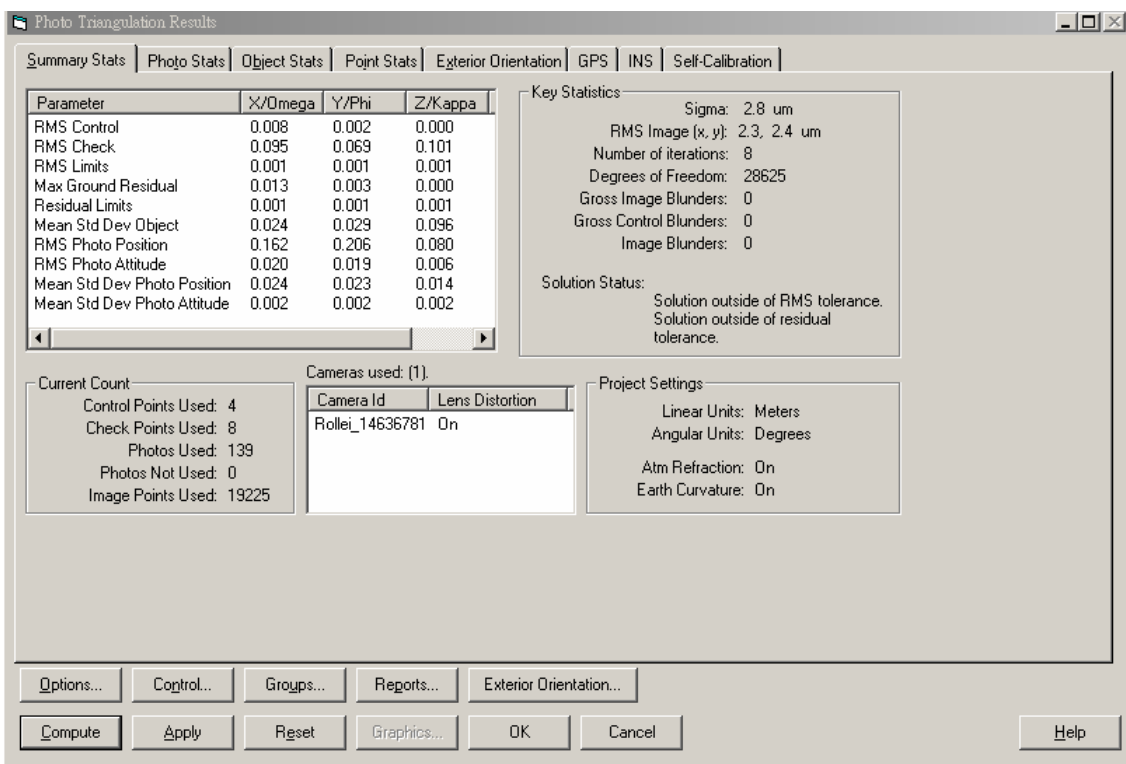 Photo Triangulation Results
Summary Stats Photo Stats Object Stats Point Stats Exterior Orientation GPS INS Self-Calibration
Parameter X/Omega Y/Phi Z/Kappa
RMS Control 0.008 0.002 0.000
RMS Check 0.095 0.069 0.101
RMS Limits 0.001 0.001 0.001
Max Ground Residual 0.013 0.003 0.000
Residual Limits 0.001 0.001 0.001
Mean Std Dev Object 0.024 0.029 0.096
RMS Photo Position 0.162 0.206 0.080
RMS Photo Attitude 0.020 0.019 0.006
Mean Std Dev Photo Position 0.024 0.023 0.014
Mean Std Dev Photo Attitude 0.002 0.002 0.002
Key Statistics
Sigma: 2.8 um
RMS Image (x, y): 2.3, 2.4 um
Number of iterations: 8
Degrees of Freedom: 28625
Gross Image Blunders: 0
Gross Control Blunders: 0
Image Blunders: 0
Solution Status:
Solution outside of RMS tolerance.
Solution outside of residual
tolerance.
Current Count
Control Points Used: 4
Check Points Used: 8
Photos Used: 139
Photos Not Used: 0
Image Points Used: 19225
Cameras used: (1).
Camera Id Lens Distortion
Rollei_14636781 On
Project Settings
Linear Units: Meters
Angular Units: Degrees
Atm Refraction: On
Earth Curvature: On
Options... Control... Groups... Reports... Exterior Orientation...
Compute Apply Reset Graphics... OK Cancel Help